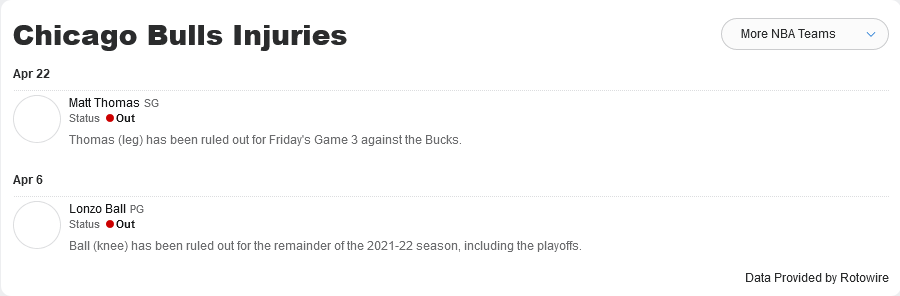 Chicago Bulls Injuries
More NBA Teams
Apr 22
Matt Thomas SG
Status Out
Thomas (leg) has been ruled out for Friday's Game 3 against the Bucks.
Apr 6
Lonzo Ball PG
Status Out
Ball (knee) has been ruled out for the remainder of the 2021-22 season, including the playoffs.
Data Provided by Rotowire